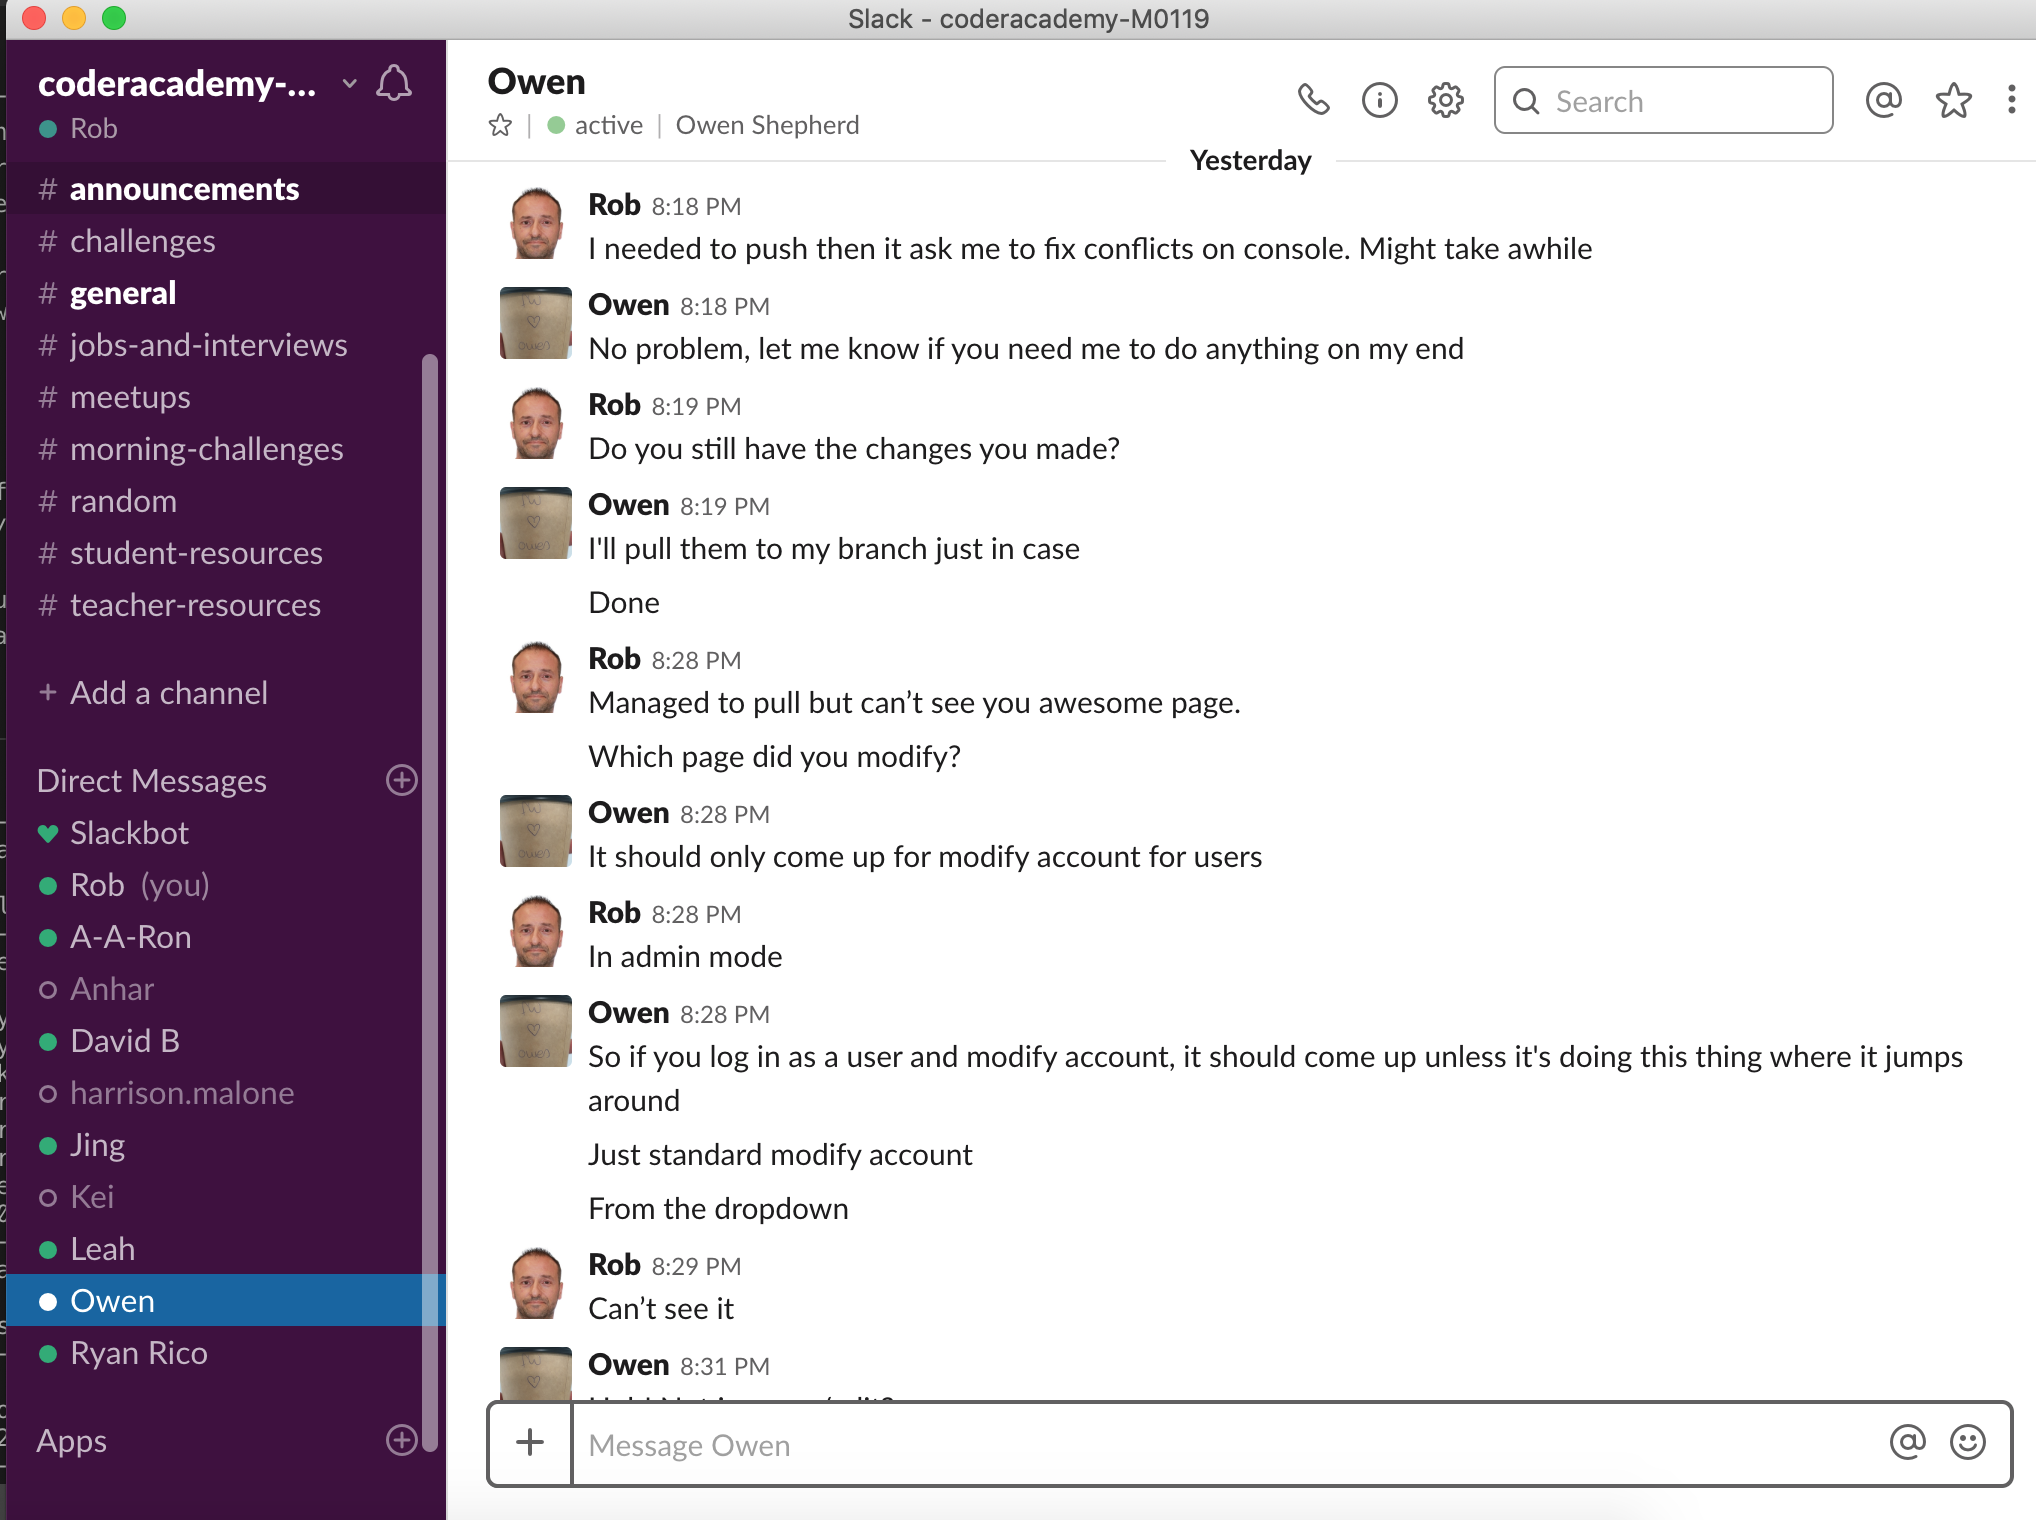 Slack - coderacademy-M0119
coderacademy-...
Rob
# announcements
# challenges
# general
# jobs-and-interviews
# meetups
# morning-challenges
# random
# student-resources
# teacher-resources
+ Add a channel
Direct Messages
Slackbot
Rob (you)
A-A-Ron
Anhar
David B
harrison.malone
Jing
Kei
Leah
Owen
Ryan Rico
Apps
Owen
active | Owen Shepherd
Search
Yesterday
Rob 8:18 PM
I needed to push then it ask me to fix conflicts on console. Might take awhile
Owen 8:18 PM
No problem, let me know if you need me to do anything on my end
Rob 8:19 PM
Do you still have the changes you made?
Owen 8:19 PM
I'll pull them to my branch just in case
Done
Rob 8:28 PM
Managed to pull but can’t see you awesome page.
Which page did you modify?
Owen 8:28 PM
It should only come up for modify account for users
Rob 8:28 PM
In admin mode
Owen 8:28 PM
So if you log in as a user and modify account, it should come up unless it's doing this thing where it jumps
around
Just standard modify account
From the dropdown
Rob 8:29 PM
Can’t see it
Owen 8:31 PM
Message Owen